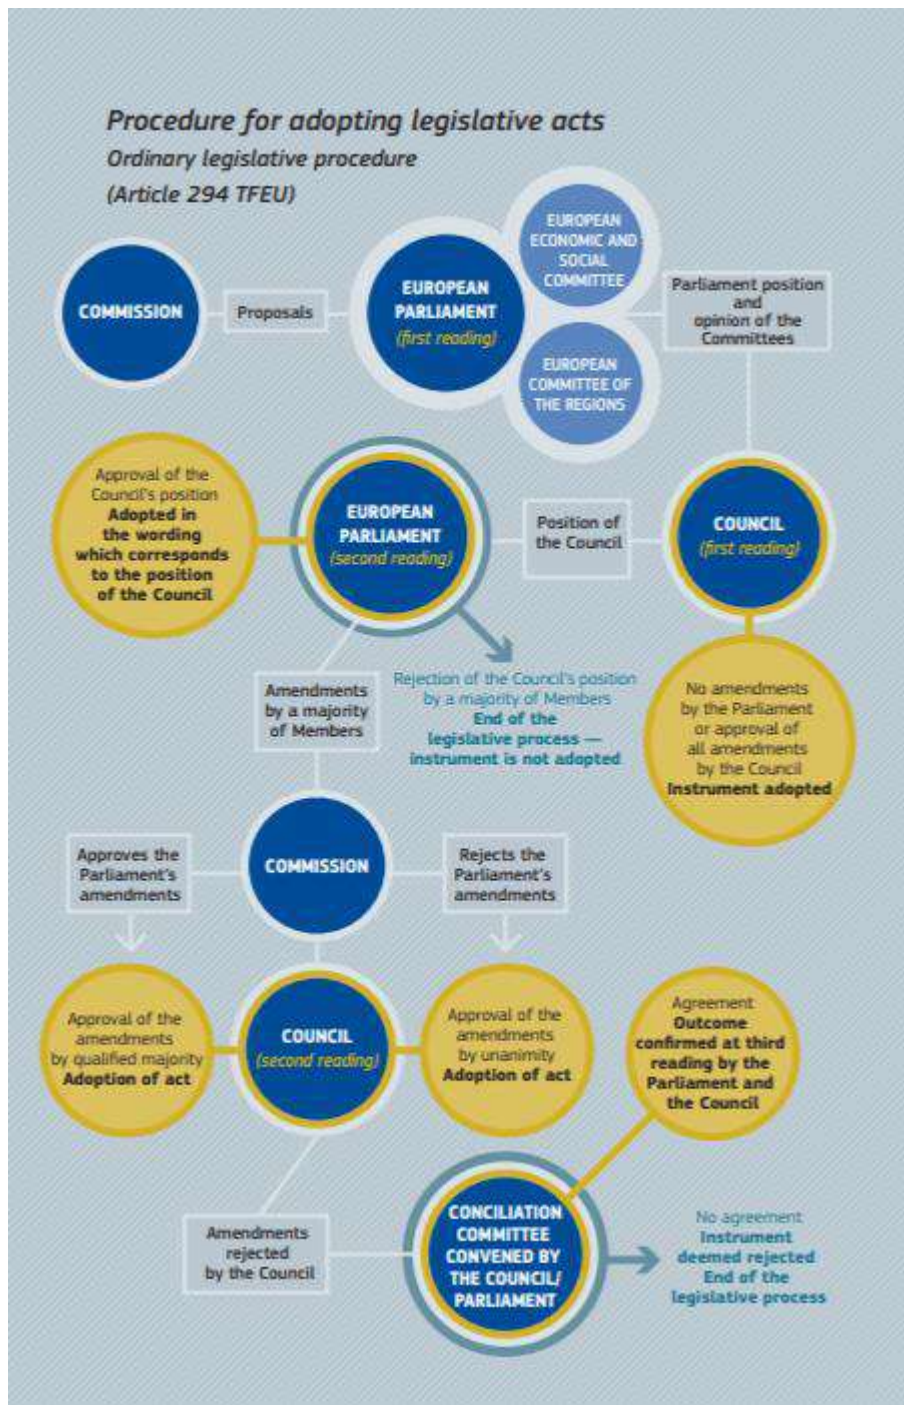 Procedure for adopting legislative acts
Ordinary legislative procedure
(Article 294 TFEU)
COMMISSION
Proposals
EUROPEAN
PARLIAMENT
(first reading)
EUROPEAN
ECONOMIC AND
SOCIAL
COMMITTEE
EUROPEAN
COMMITTEE OF
THE REGIONS
Parliament position
and
opinion of the
Committees
Approval of the
Council's position
Adopted in
the wording
which corresponds
to the position
of the Council
EUROPEAN
PARLIAMENT
(second reading)
Position of
the Council
COUNCIL
(first reading)
Amendments
by a majority
of Members
Rejection of the Council's position
by a majority of Members
End of the
legislative process —
instrument is not adopted
No amendments
by the Parliament
or approval of
all amendments
by the Council
Instrument adopted
Approves the
Parliament's
amendments
COMMISSION
Rejects the
Parliament's
amendments
Approval of the
amendments
by qualified majority
Adoption of act
COUNCIL
(second reading)
Approval of the
amendments
by unanimity
Adoption of act
Agreement
Outcome
confirmed at third
reading by the
Parliament and
the Council
Amendments
rejected
by the Council
CONCILIATION
COMMITTEE
CONVENED BY
THE COUNCIL/
PARLIAMENT
No agreement
Instrument
deemed rejected
End of the
legislative process